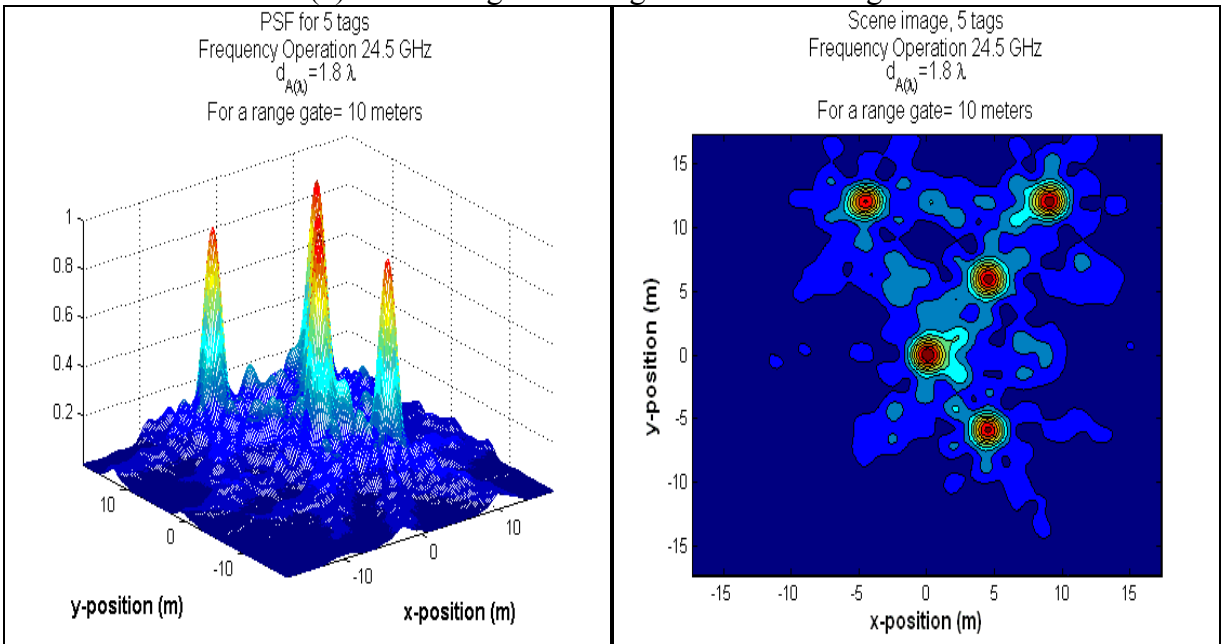 PSF for 5 tags
Frequency Operation 24.5 GHz
d_A(λ)=1.8 λ
For a range gate= 10 meters
1
0.8
0.6
0.4
0.2
10
0
-10
-10
0
10
y-position (m)
x-position (m)
Scene image, 5 tags
Frequency Operation 24.5 GHz
d_A(λ)=1.8 λ
For a range gate= 10 meters
15
10
5
0
-5
-10
-15
y-position (m)
-15
-10
-5
0
5
10
15
x-position (m)